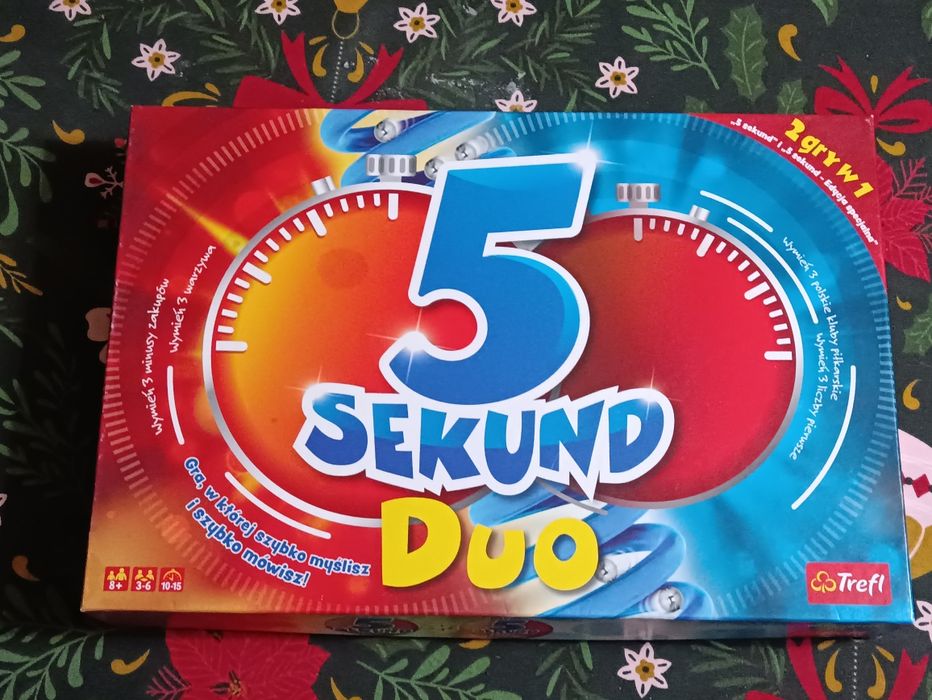 2 gry w 1
„5 sekund” i „5 sekund - Edycja specjalna”
5
SEKUND
DUO
wymień 3 minusy zakupów
wymień 3 warzywa
wymień 3 polskie kluby piłkarskie
wymień 3 liczby pierwsze
Gra, w której szybko myślisz
i szybko mówisz!
8+ 3-6 10-15
Trefl